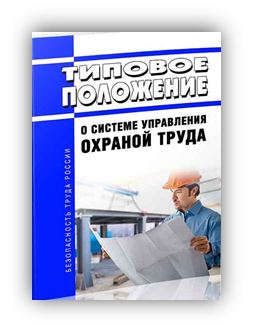 ТИПОВОЕ
ПОЛОЖЕНИЕ
О СИСТЕМЕ УПРАВЛЕНИЯ
ОХРАНОЙ ТРУДА
БЕЗОПАСНОСТЬ ТРУДА РОССИИ